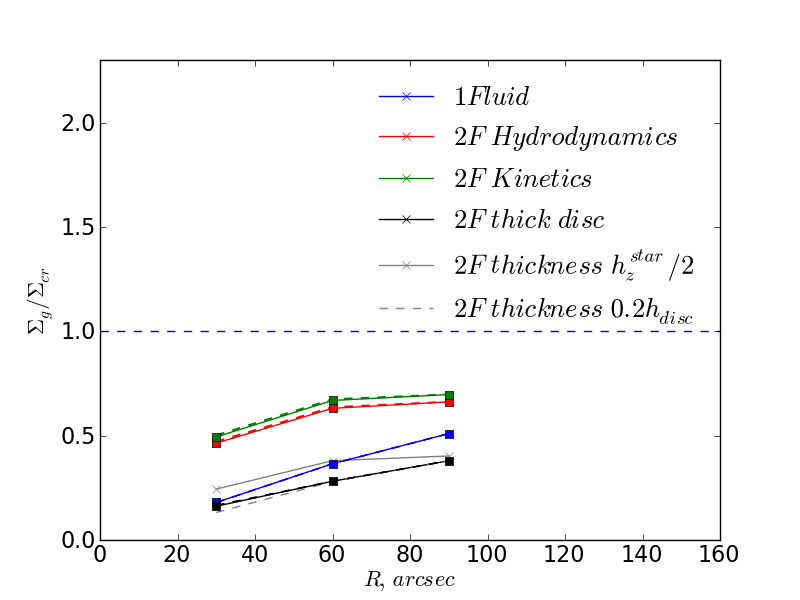 1Fluid
2F Hydrodynamics
2F Kinetics
2F thick disc
2F thickness h_z^star/2
2F thickness 0.2h_disc
2.0
1.5
1.0
0.5
0.0
Σ_g/Σ_cr
0 20 40 60 80 100 120 140 160
R, arcsec